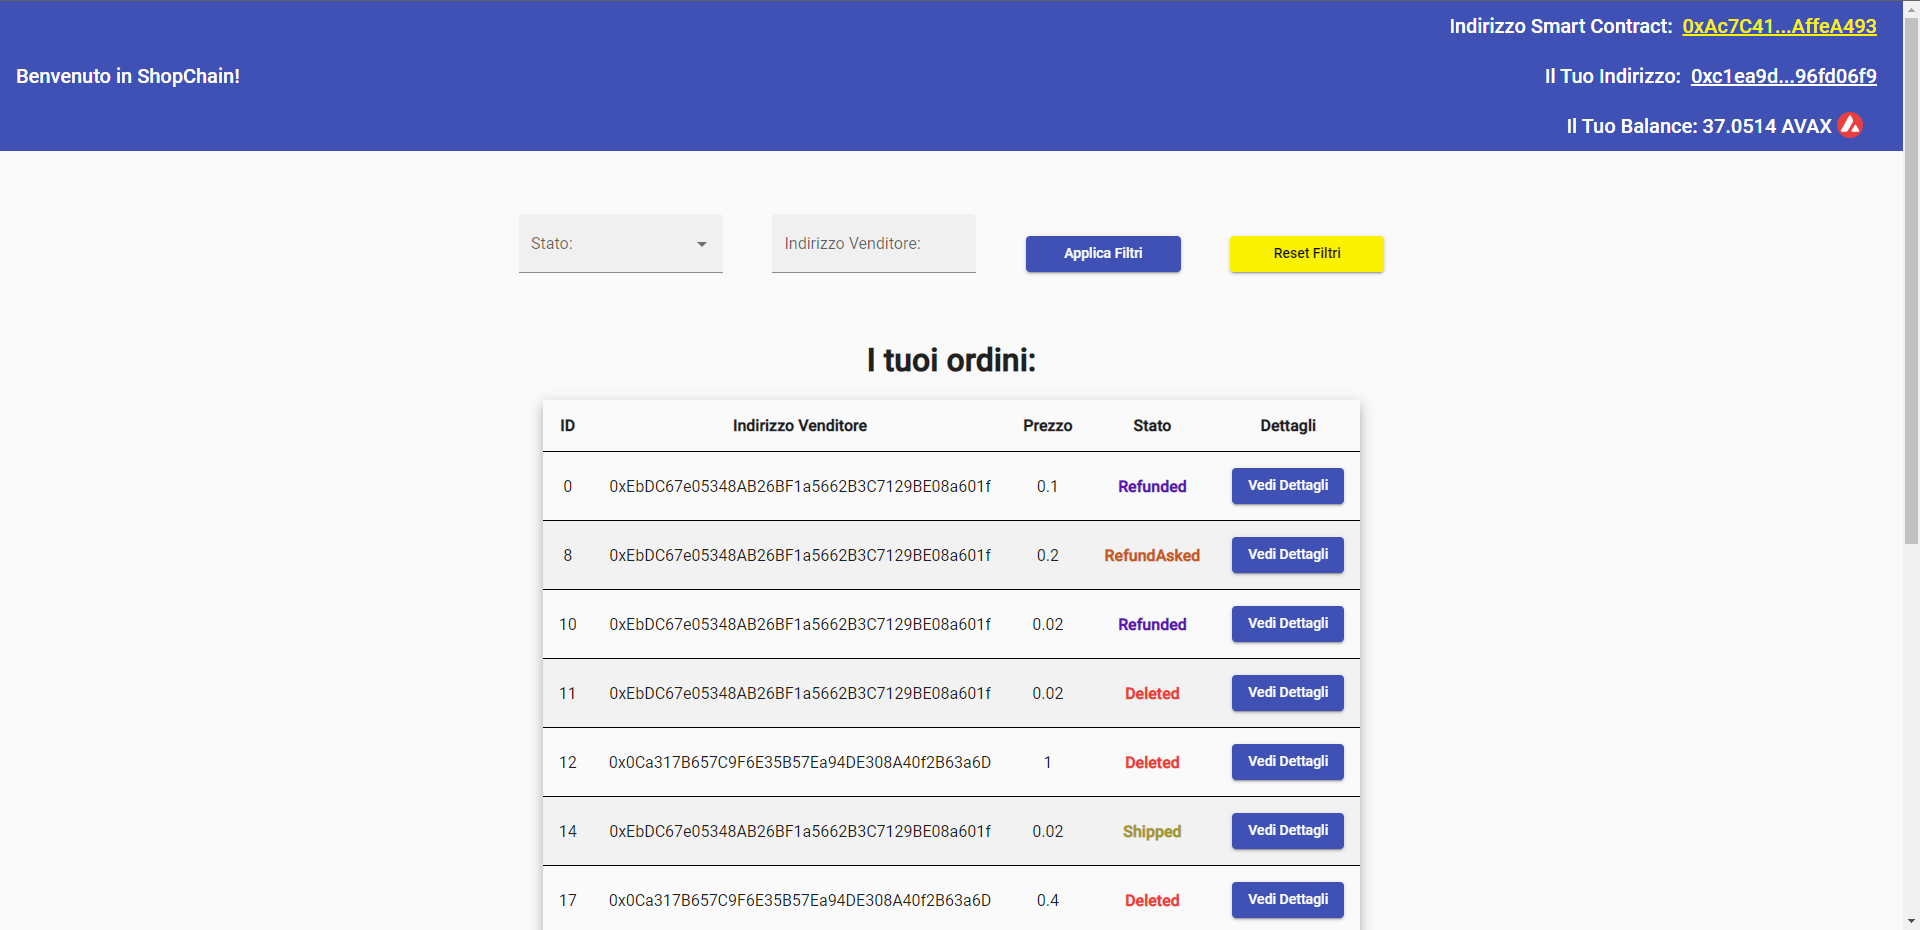 Indirizzo Smart Contract: 0xAc7C41...AffeA493
Benvenuto in ShopChain!
Il Tuo Indirizzo: 0xc1ea9d...96fd06f9
Il Tuo Balance: 37.0514 AVAX
Stato: Indirizzo Venditore: Applica Filtri Reset Filtri
I tuoi ordini:
ID Indirizzo Venditore Prezzo Stato Dettagli
0 0xEbDC67e05348AB26BF1a5662B3C7129BE08a601f 0.1 Refunded Vedi Dettagli
8 0xEbDC67e05348AB26BF1a5662B3C7129BE08a601f 0.2 RefundAsked Vedi Dettagli
10 0xEbDC67e05348AB26BF1a5662B3C7129BE08a601f 0.02 Refunded Vedi Dettagli
11 0xEbDC67e05348AB26BF1a5662B3C7129BE08a601f 0.02 Deleted Vedi Dettagli
12 0x0Ca317B657C9F6E35B57Ea94DE308A40f2B63a6D 1 Deleted Vedi Dettagli
14 0xEbDC67e05348AB26BF1a5662B3C7129BE08a601f 0.02 Shipped Vedi Dettagli
17 0x0Ca317B657C9F6E35B57Ea94DE308A40f2B63a6D 0.4 Deleted Vedi Dettagli